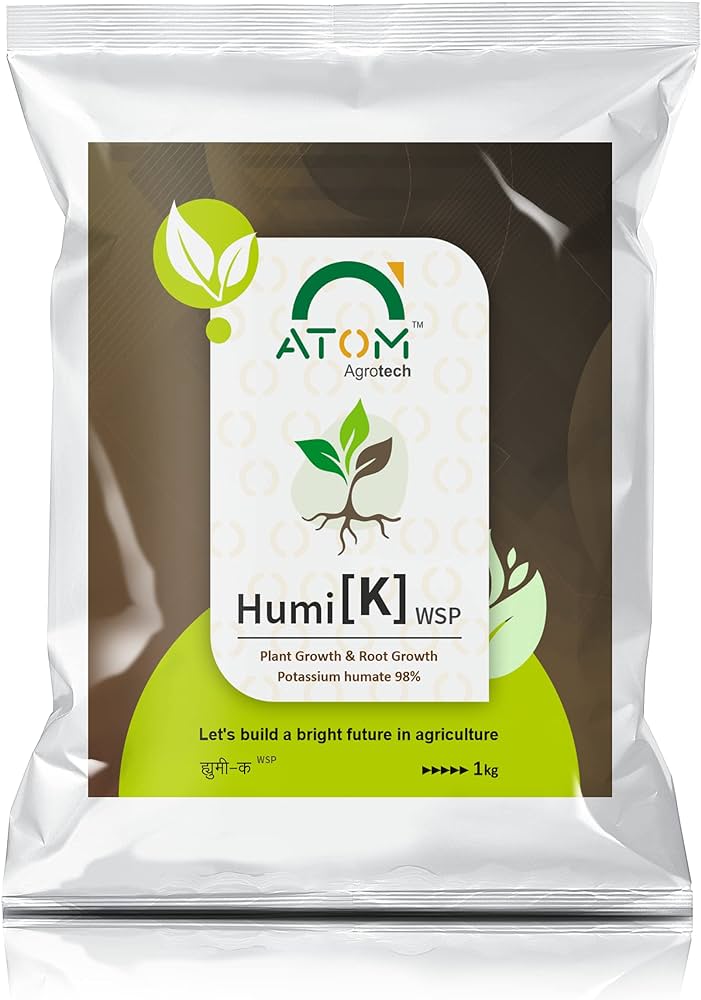 ATOM™
Agrotech
Humi[K] WSP
Plant Growth & Root Growth
Potassium humate 98%
Let's build a bright future in agriculture
ह्युमी-क WSP
▸▸▸▸▸ 1kg